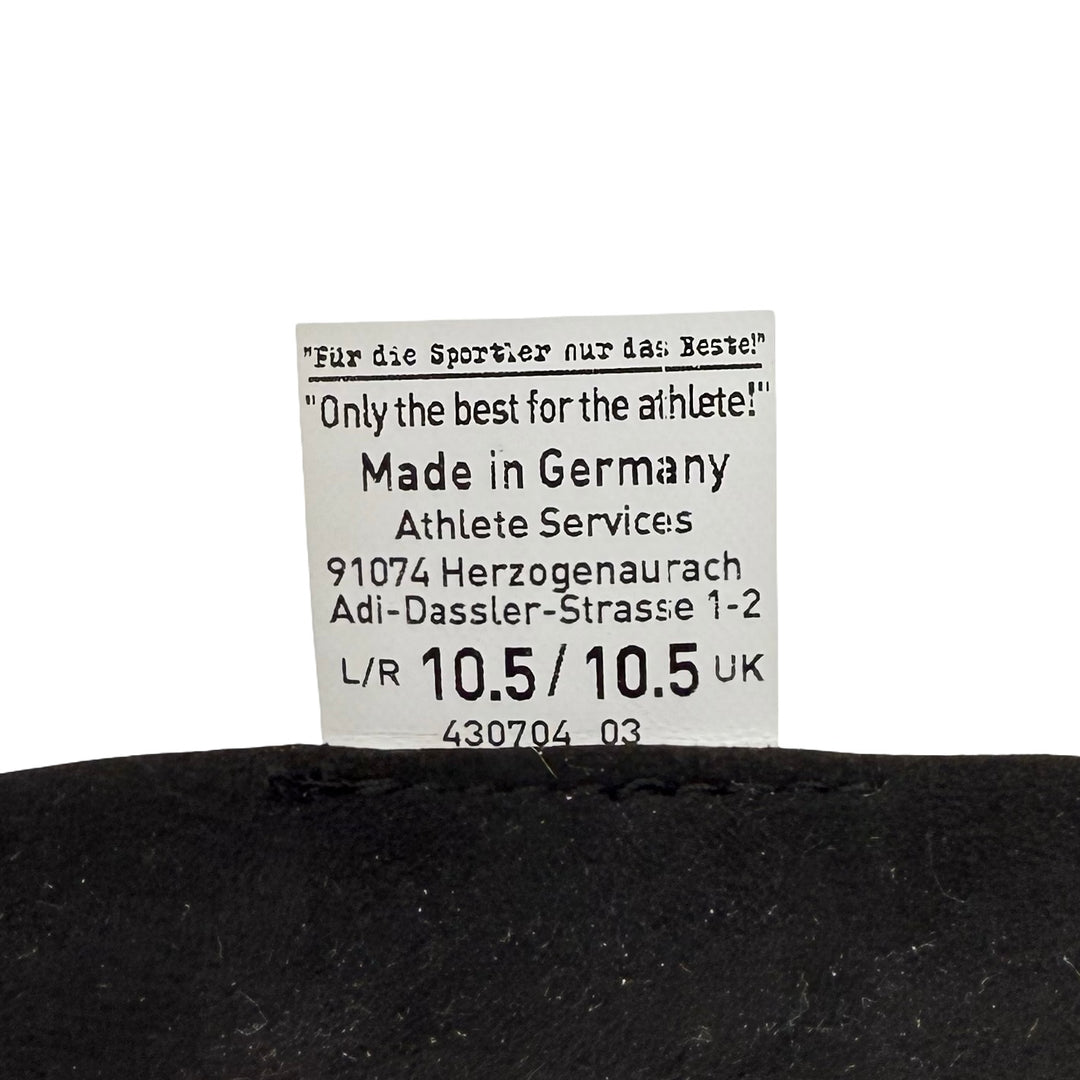 "Für die Sportler nur das Beste!"
"Only the best for the athlete!"
Made in Germany
Athlete Services
91074 Herzogenaurach
Adi-Dassler-Strasse 1-2
L/R 10.5 / 10.5 UK
430704 03